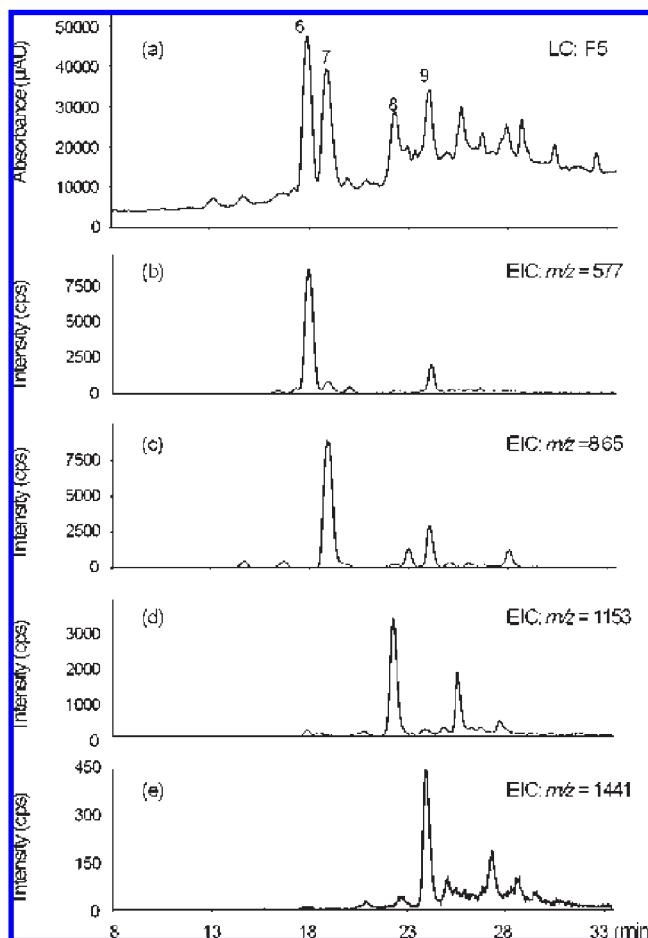 (a)
LC: F5
6
7
8
9
Absorbance (µAU)
50000
40000
30000
20000
10000
0
(b)
EIC: m/z = 577
Intensity (cps)
7500
5000
2500
0
(c)
EIC: m/z =865
Intensity (cps)
7500
5000
2500
0
(d)
EIC: m/z = 1153
Intensity (cps)
3000
2000
1000
0
(e)
EIC: m/z = 1441
Intensity (cps)
450
300
150
0
8 13 18 23 28 33 (min)